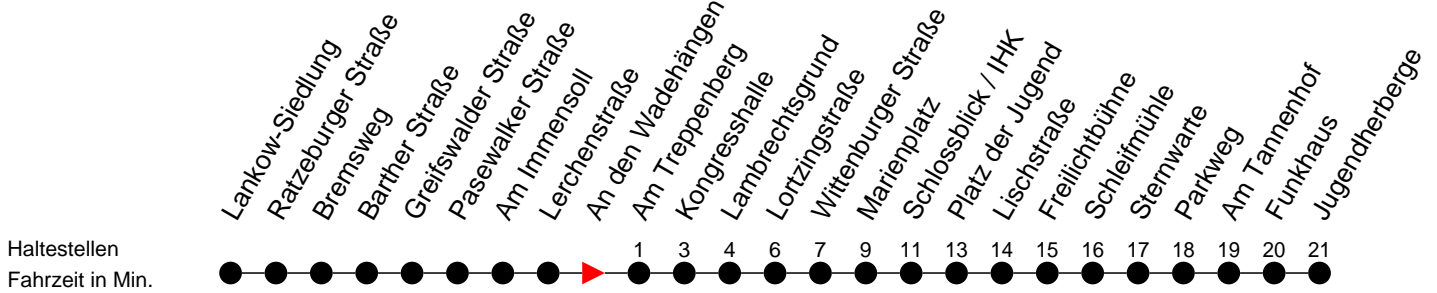 Lankow-Siedlung
Ratzeburger Straße
Bremsweg
Barther Straße
Greifswalder Straße
Pasewalker Straße
Am Immensoll
Lerchenstraße
An den Wadehängen
Am Treppenberg
Kongresshalle
Lambrechtsgrund
Lortzingstraße
Wittenburger Straße
Marienplatz
Schlossblick / IHK
Platz der Jugend
Lischstraße
Freilichtbühne
Schleifmühle
Sternwarte
Parkweg
Am Tannenhof
Funkhaus
Jugendherberge
Haltestellen 1 3 4 6 7 9 11 13 14 15 16 17 18 19 20 21
Fahrzeit in Min.